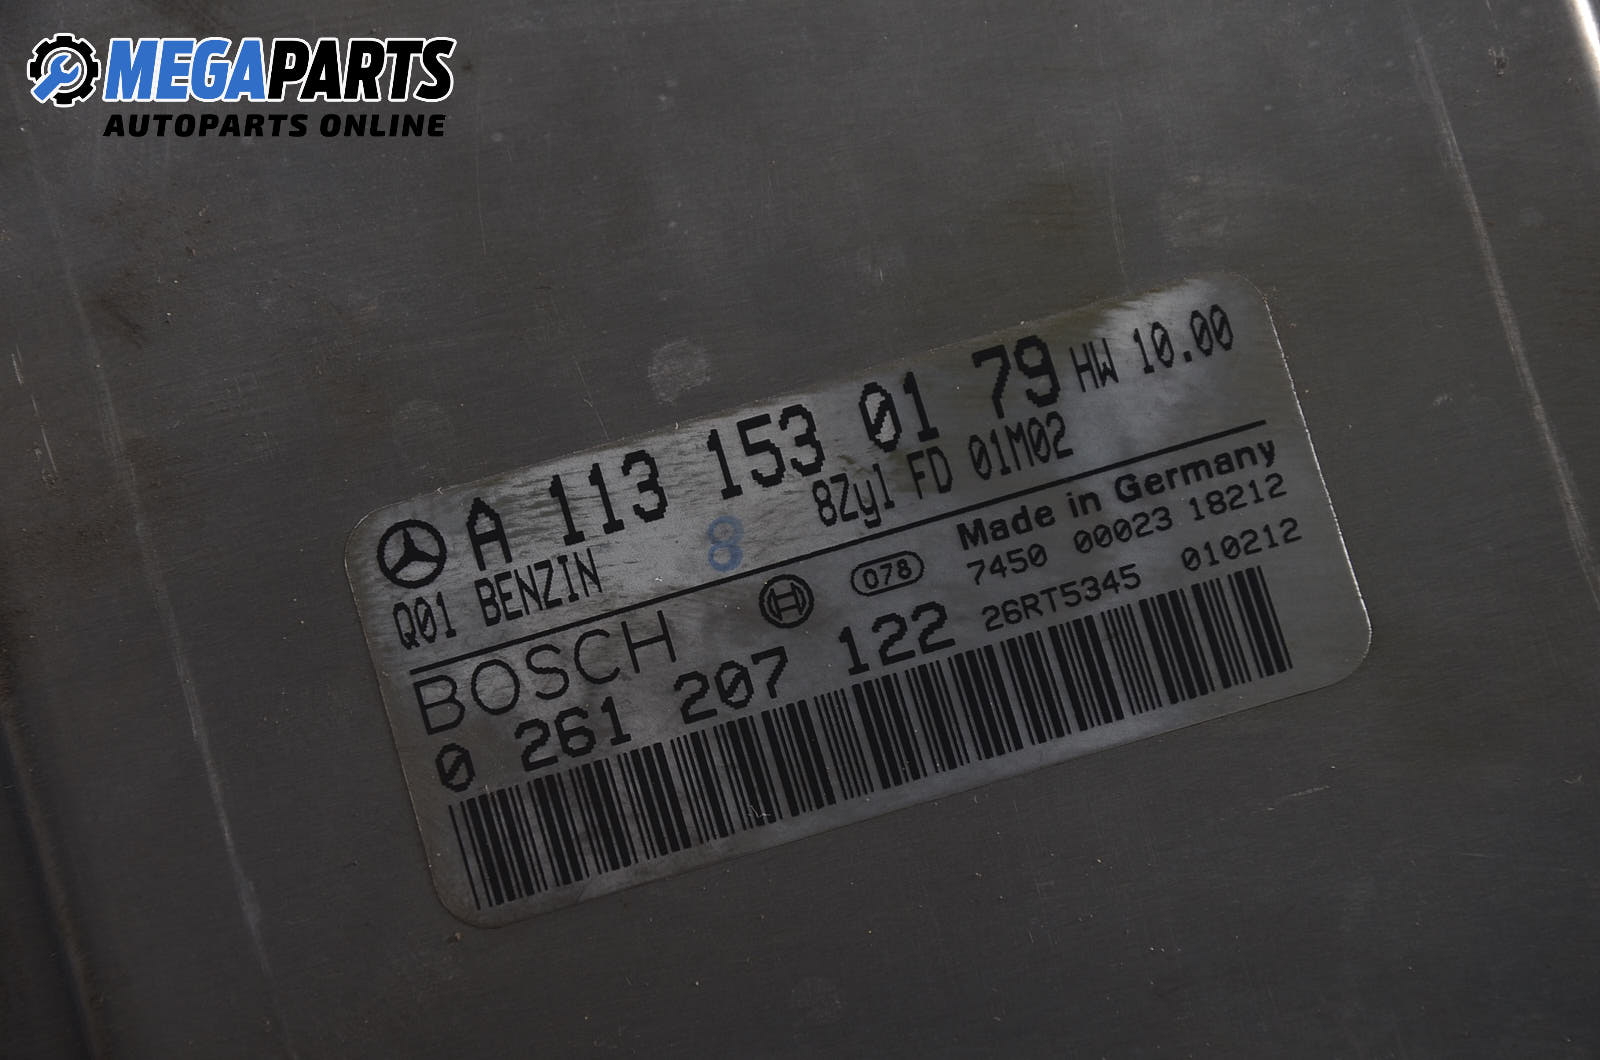 MEGAPARTS
AUTOPARTS ONLINE
A 113 153 01 79 HW 10.00
Q01 BENZIN 8 8Zyl FD 01M02
BOSCH H 078 Made in Germany
7450 00023 18212
0 261 207 122 26RT5345 010212